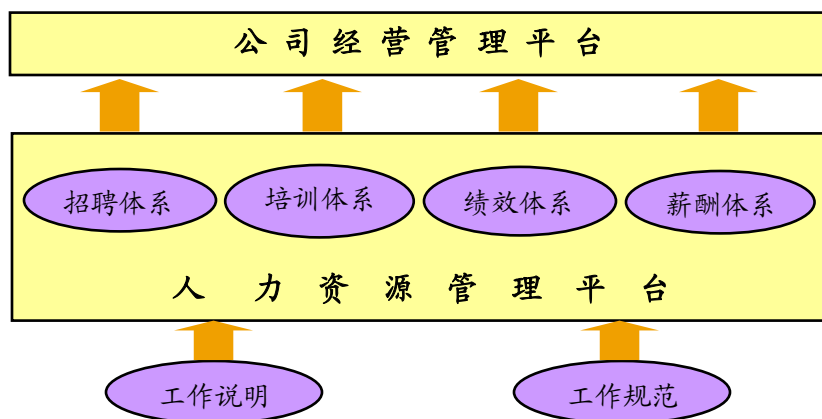 公司经营管理平台
招聘体系 培训体系 绩效体系 薪酬体系
人力资源管理平台
工作说明 工作规范